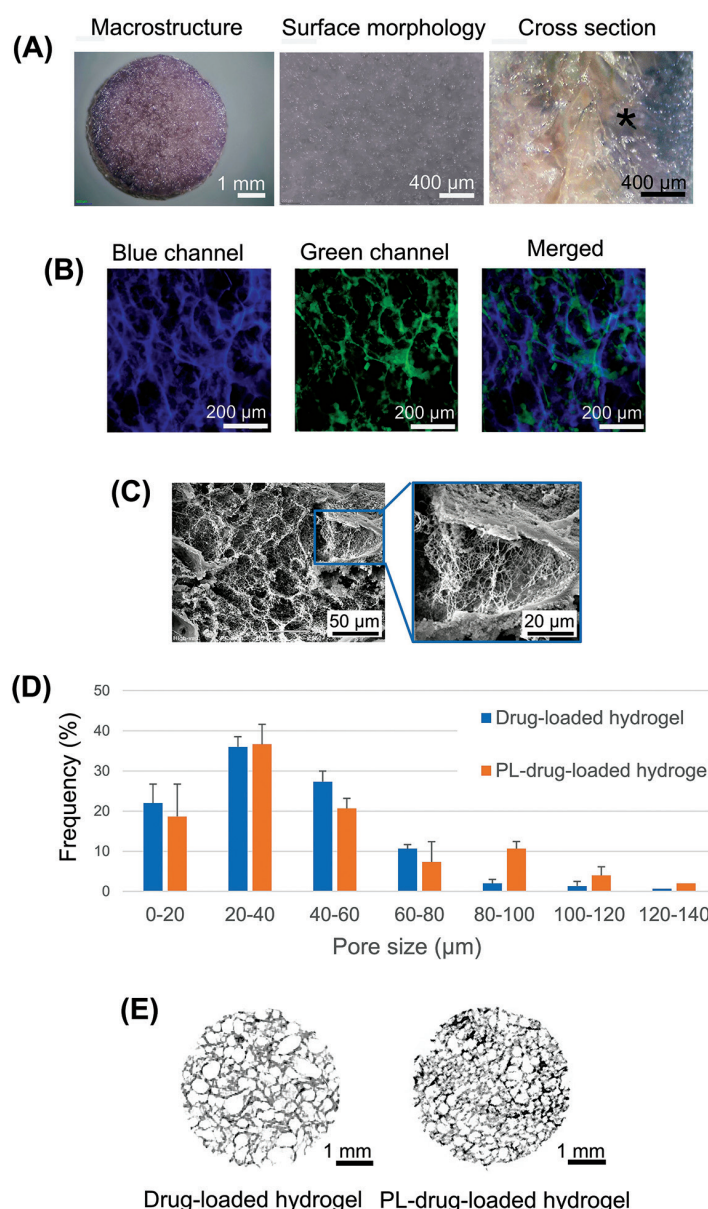 (A)
Macrostructure
Surface morphology
Cross section
*
1 mm
400 µm
400 µm
(B)
Blue channel
Green channel
Merged
200 µm
200 µm
200 µm
(C)
50 µm
20 µm
(D)
Frequency (%)
50
40
30
20
10
0
Drug-loaded hydrogel
PL-drug-loaded hydroge
0-20
20-40
40-60
60-80
80-100
100-120
120-140
Pore size (µm)
(E)
1 mm
1 mm
Drug-loaded hydrogel
PL-drug-loaded hydrogel